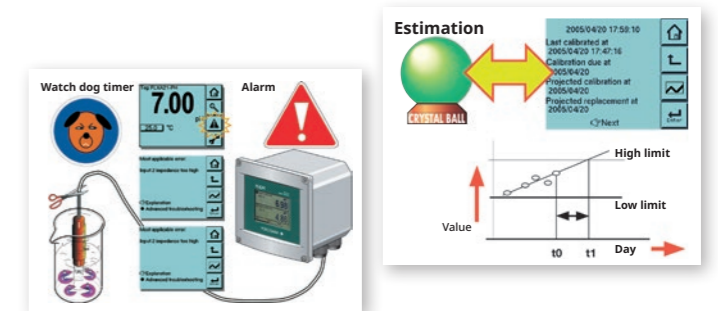 Watch dog timer
7.00
25.0 °C
Most applicable error:
Input 2 impedance too high
Explanation
Advanced troubleshooting
Most applicable error:
Input 2 impedance too high
Explanation
Advanced troubleshooting
Alarm
Estimation
CRYSTAL BALL
2005/04/20 17:50:10
Last calibrated at
2005/04/20 17:47:16
Calibration due at
2005/04/20
Projected calibration at
2005/04/20
Projected replacement at
2005/04/20
Next
Enter
High limit
Low limit
Value
t0 t1
Day